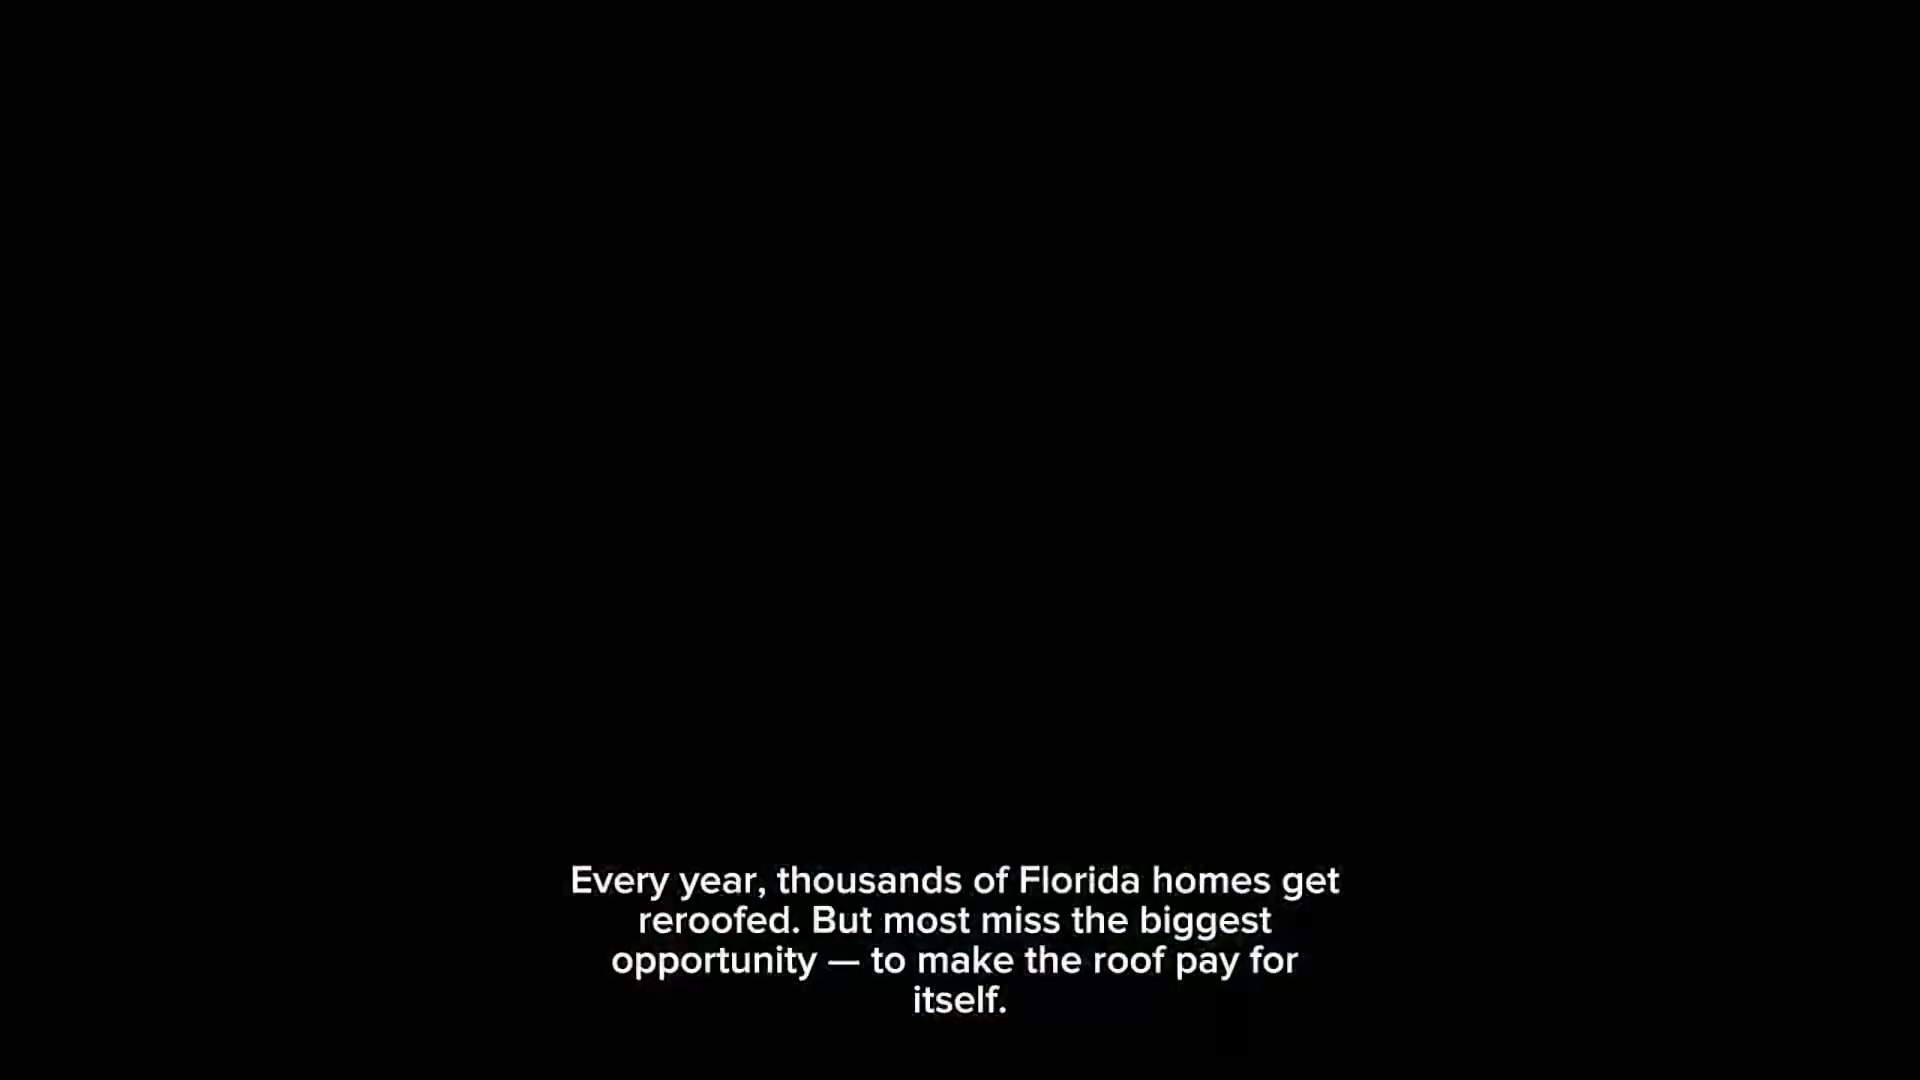 Every year, thousands of Florida homes get
reroofed. But most miss the biggest
opportunity — to make the roof pay for
itself.